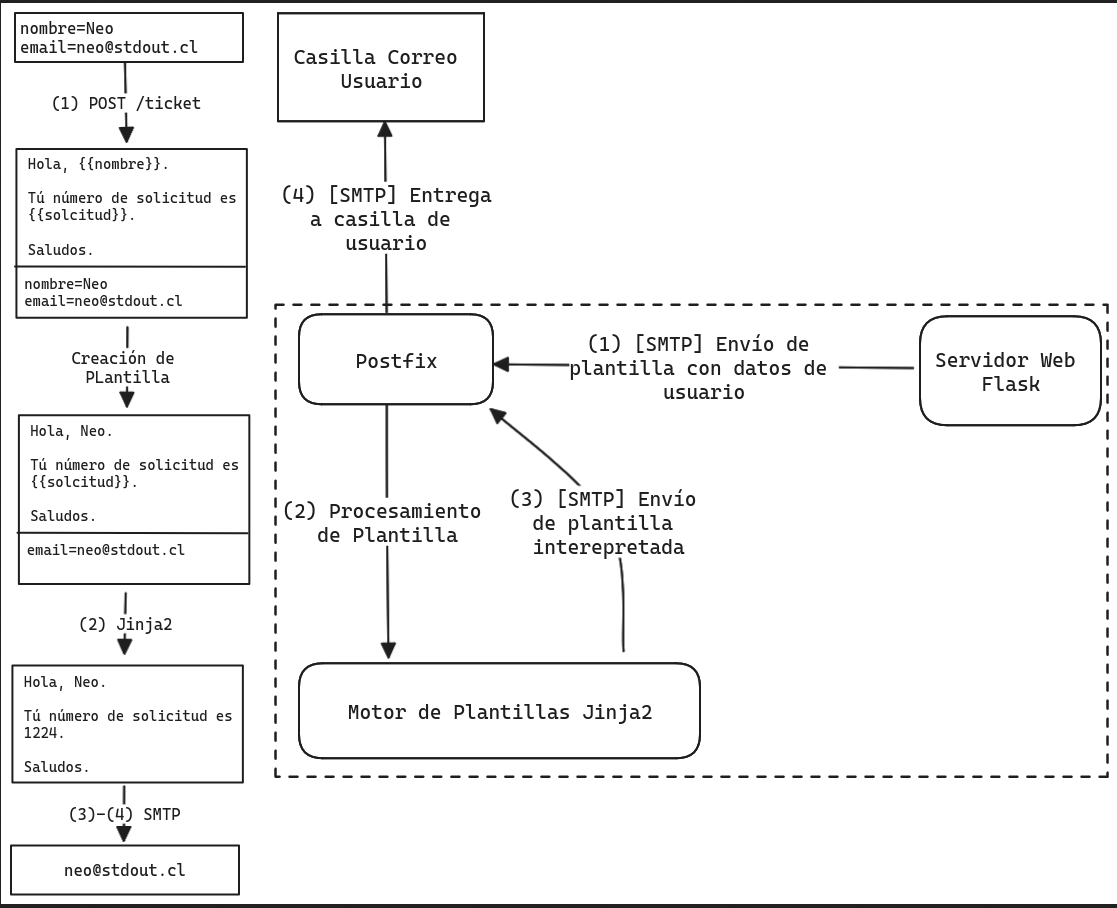 nombre=Neo
email=neo@stdout.cl
(1) POST /ticket
Hola, {{nombre}}.
Tú número de solicitud es
{{solcitud}}.
Saludos.
nombre=Neo
email=neo@stdout.cl
Creación de
PLantilla
Hola, Neo.
Tú número de solicitud es
{{solcitud}}.
Saludos.
email=neo@stdout.cl
(2) Jinja2
Hola, Neo.
Tú número de solicitud es
1224.
Saludos.
(3)-(4) SMTP
neo@stdout.cl
Casilla Correo
Usuario
(4) [SMTP] Entrega
a casilla de
usuario
Postfix
(1) [SMTP] Envío de
plantilla con datos de
usuario
Servidor Web
Flask
(2) Procesamiento
de Plantilla
(3) [SMTP] Envío
de plantilla
interepretada
Motor de Plantillas Jinja2